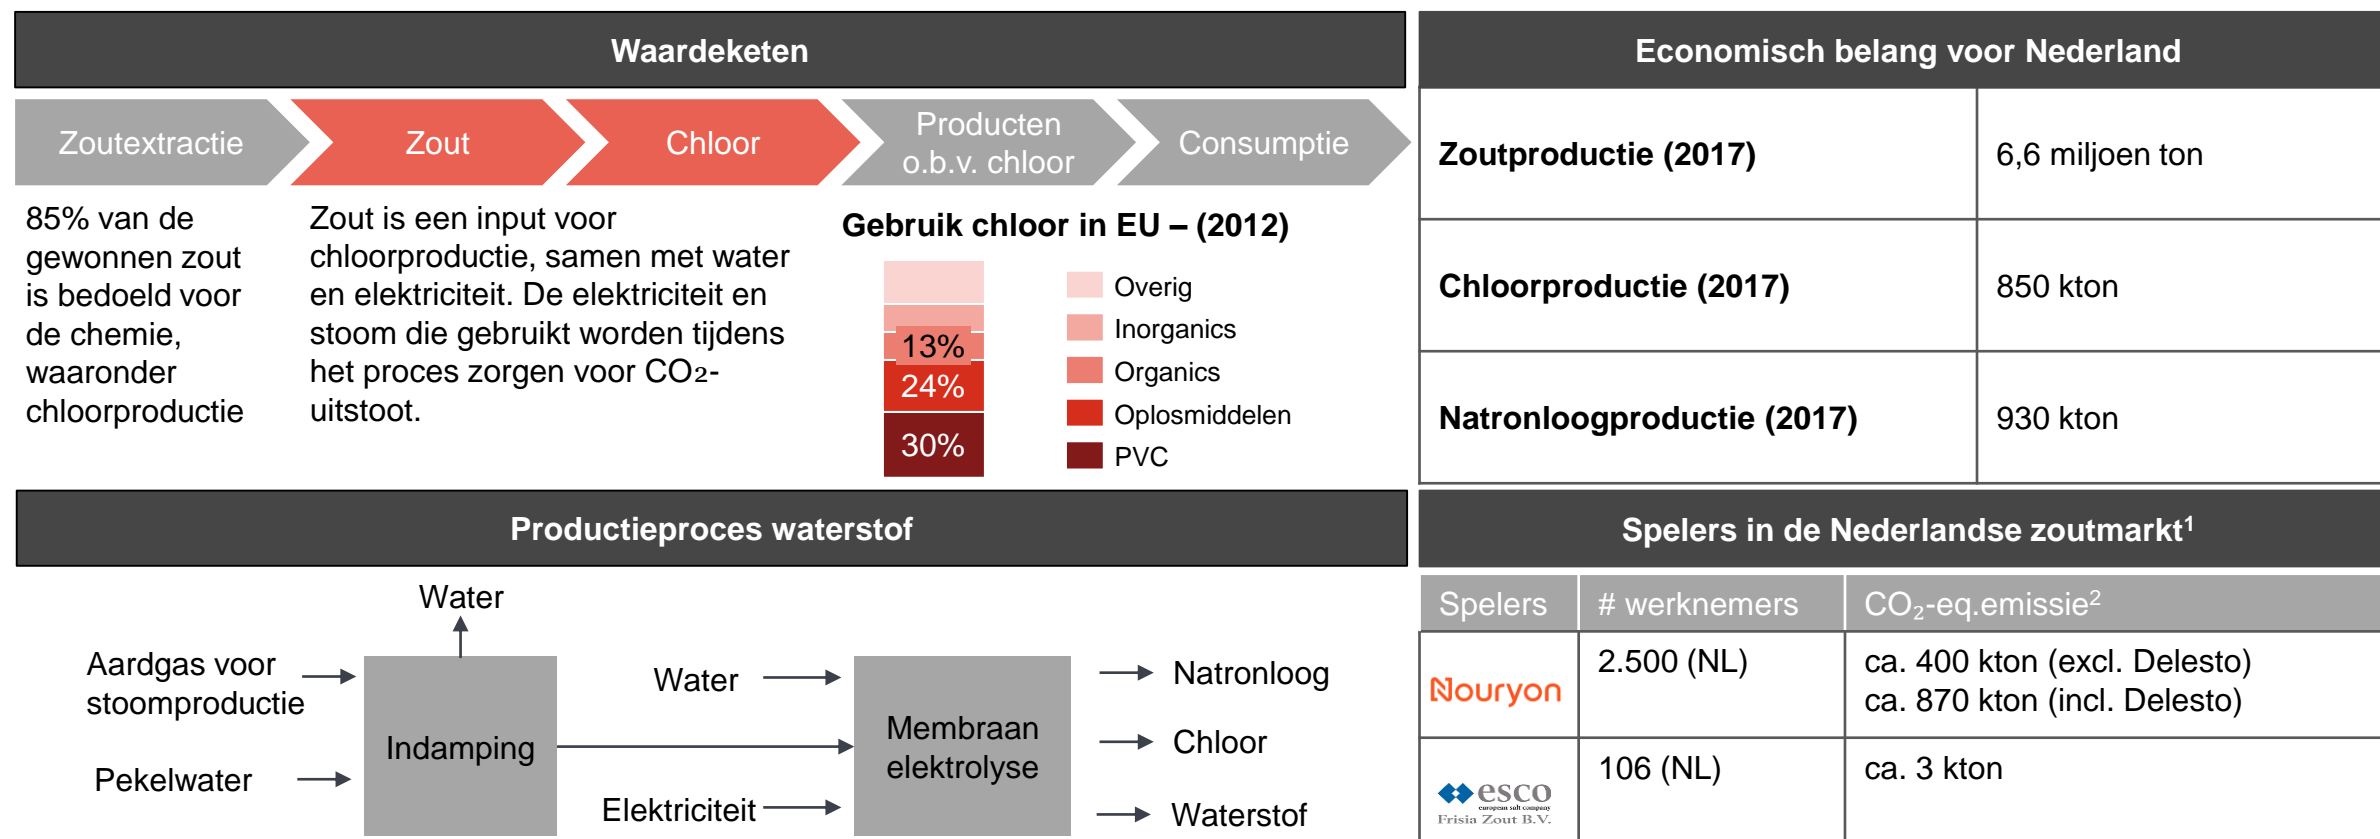 Waardeketen
Zoutextractie
Zout
Chloor
Producten
o.b.v. chloor
Consumptie
85% van de
gewonnen zout
is bedoeld voor
de chemie,
waaronder
chloorproductie
Zout is een input voor
chloorproductie, samen met water
en elektriciteit. De elektriciteit en
stoom die gebruikt worden tijdens
het proces zorgen voor CO₂-
uitstoot.
Gebruik chloor in EU – (2012)
13%
24%
30%
Overig
Inorganics
Organics
Oplosmiddelen
PVC
Economisch belang voor Nederland
Zoutproductie (2017) 6,6 miljoen ton
Chloorproductie (2017) 850 kton
Natronloogproductie (2017) 930 kton
Productieproces waterstof
Water
Aardgas voor
stoomproductie
Pekelwater
Indamping
Water
Elektriciteit
Membraan
elektrolyse
Natronloog
Chloor
Waterstof
Spelers in de Nederlandse zoutmarkt¹
Spelers # werknemers CO₂-eq.emissie²
Nouryon 2.500 (NL) ca. 400 kton (excl. Delesto)
ca. 870 kton (incl. Delesto)
esco 106 (NL) ca. 3 kton
european salt company
Frisia Zout B.V.